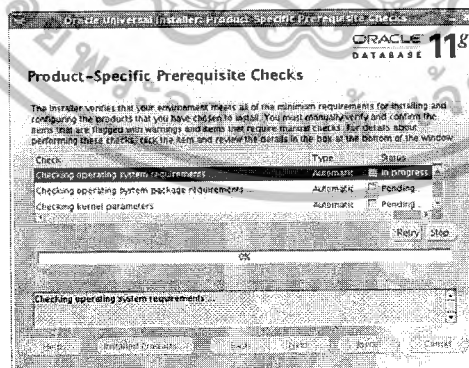 Oracle Universal Installer: Product-Specific Prerequisite Checks
ORACLE 11g
DATABASE
Product-Specific Prerequisite Checks
The Installer verifies that your environment meets all of the minimum requirements for installing and
configuring the products that you have chosen to install. You must manually verify and confirm the
items that are flagged with warnings and items that require manual checks. For details about
performing these checks, click the item and review the details in the box at the bottom of the window
Check Type Status
Checking operating system requirements ... Automatic In progress
Checking operating system package requirements ... Automatic Pending
Checking kernel parameters Automatic Pending
Retry Stop
0%
Checking operating system requirements ...
Help Installed Products Back Next Install Cancel